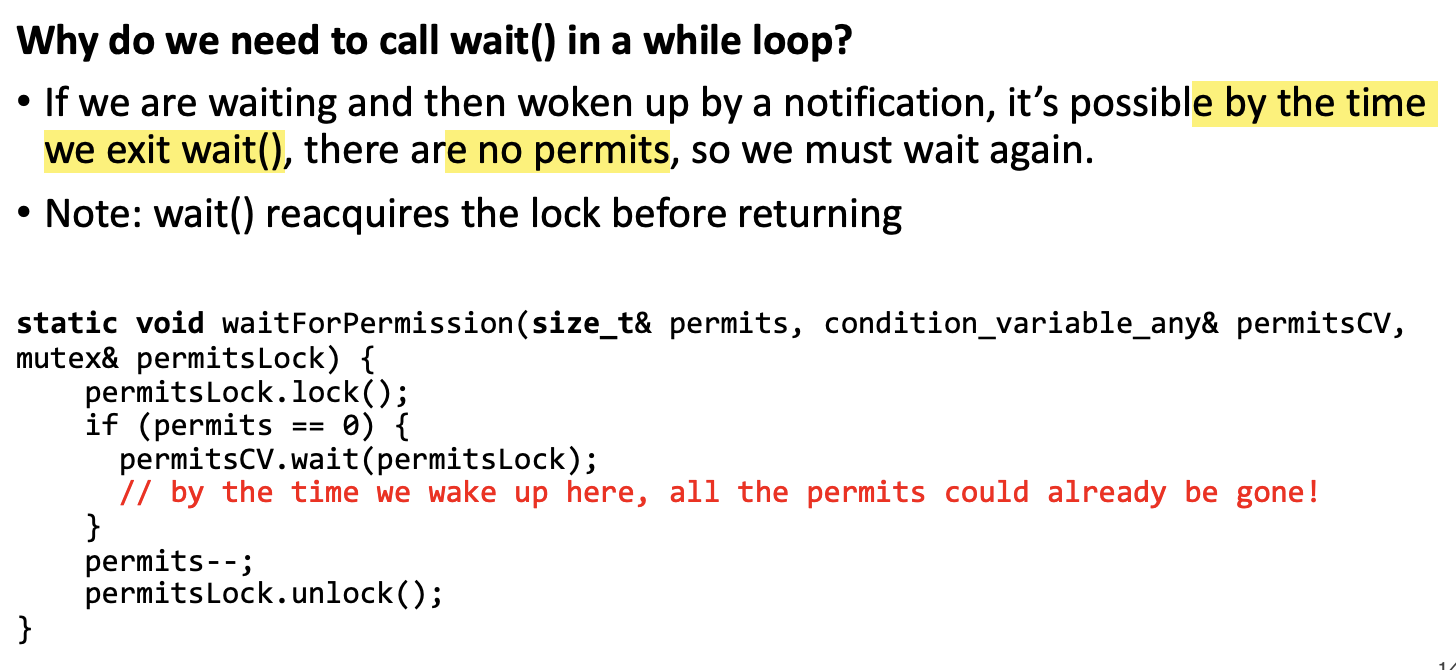 Why do we need to call wait() in a while loop?
• If we are waiting and then woken up by a notification, it's possible by the time
we exit wait(), there are no permits, so we must wait again.
• Note: wait() reacquires the lock before returning
static void waitForPermission(size_t& permits, condition_variable_any& permitsCV,
mutex& permitsLock) {
    permitsLock.lock();
    if (permits == 0) {
      permitsCV.wait(permitsLock);
      // by the time we wake up here, all the permits could already be gone!
    }
    permits--;
    permitsLock.unlock();
}